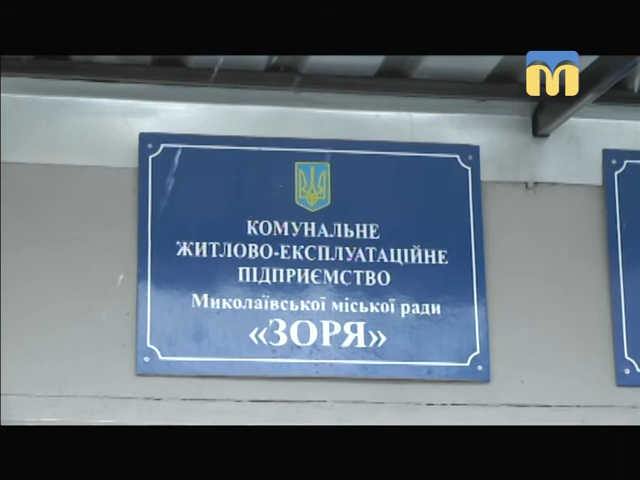 КОМУНАЛЬНЕ
ЖИТЛОВО-ЕКСПЛУАТАЦІЙНЕ
ПІДПРИЄМСТВО
Миколаївської міської ради
«ЗОРЯ»